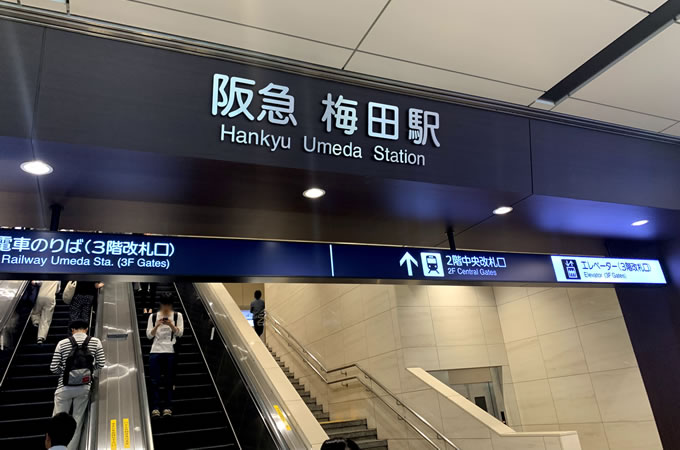 阪急 梅田駅
Hankyu Umeda Station
電車のりば(3階改札口)
Railway Umeda Sta. (3F Gates)
2階中央改札口
2F Central Gates
エレベーター(3階改札口)
Elevator (3F Gates)